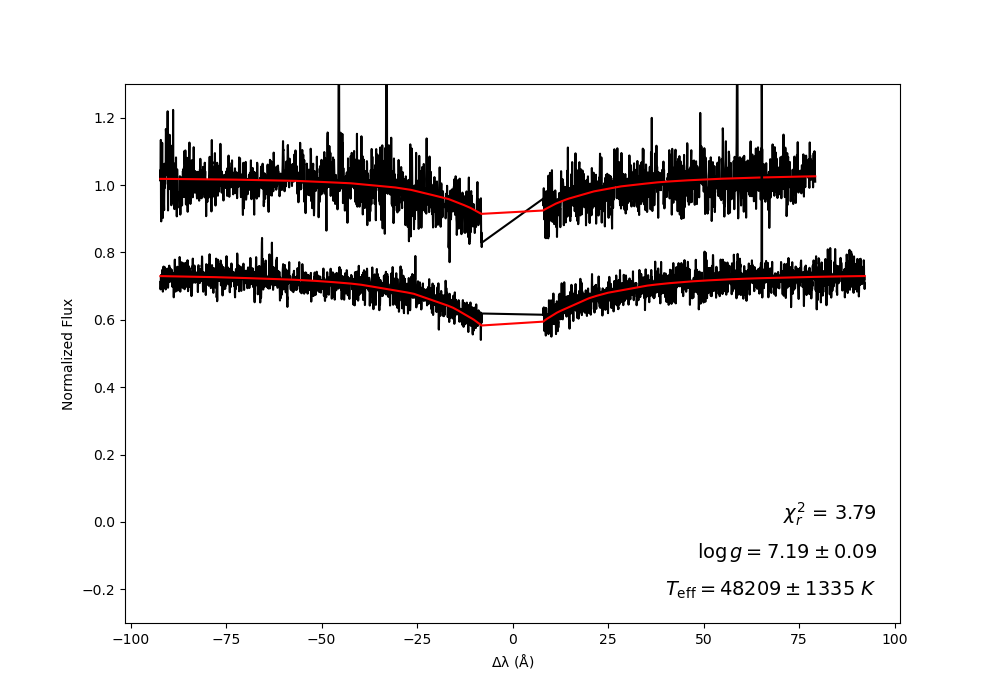 1.2
1.0
0.8
0.6
0.4
0.2
0.0
−0.2
Normalized Flux
χ²ᵣ = 3.79
log g = 7.19 ± 0.09
T_eff = 48209 ± 1335 K
−100 −75 −50 −25 0 25 50 75 100
Δλ (Å)